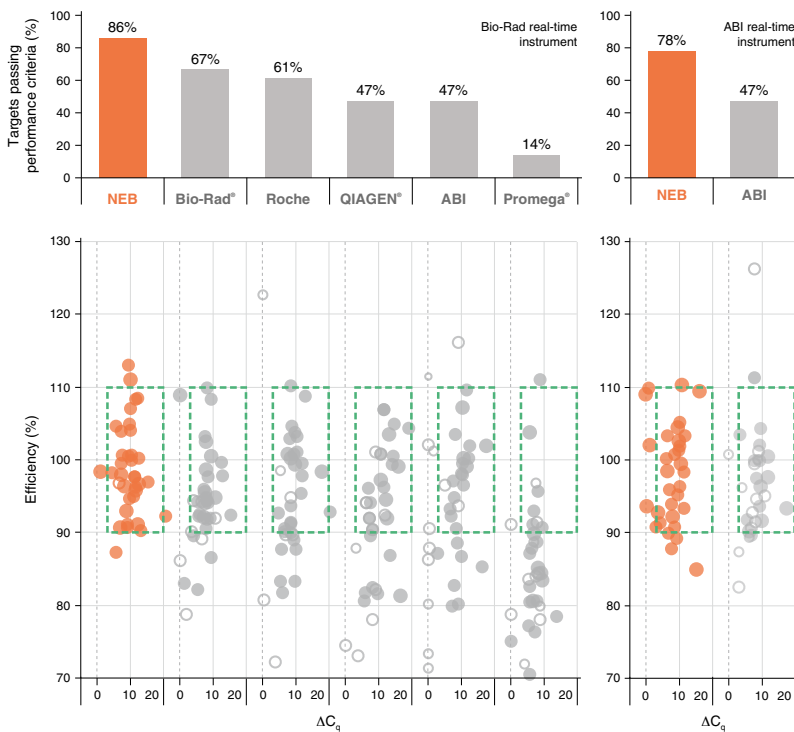 Targets passing
performance criteria (%)
100
80
60
40
20
0
86%
67%
61%
47%
47%
14%
Bio-Rad real-time
instrument
NEB
Bio-Rad®
Roche
QIAGEN®
ABI
Promega®
100
80
60
40
20
0
78%
47%
ABI real-time
instrument
NEB
ABI
Efficiency (%)
130
120
110
100
90
80
70
0 10 20
0 10 20
0 10 20
0 10 20
0 10 20
0 10 20
ΔCq
130
120
110
100
90
80
70
0 10 20
0 10 20
ΔCq